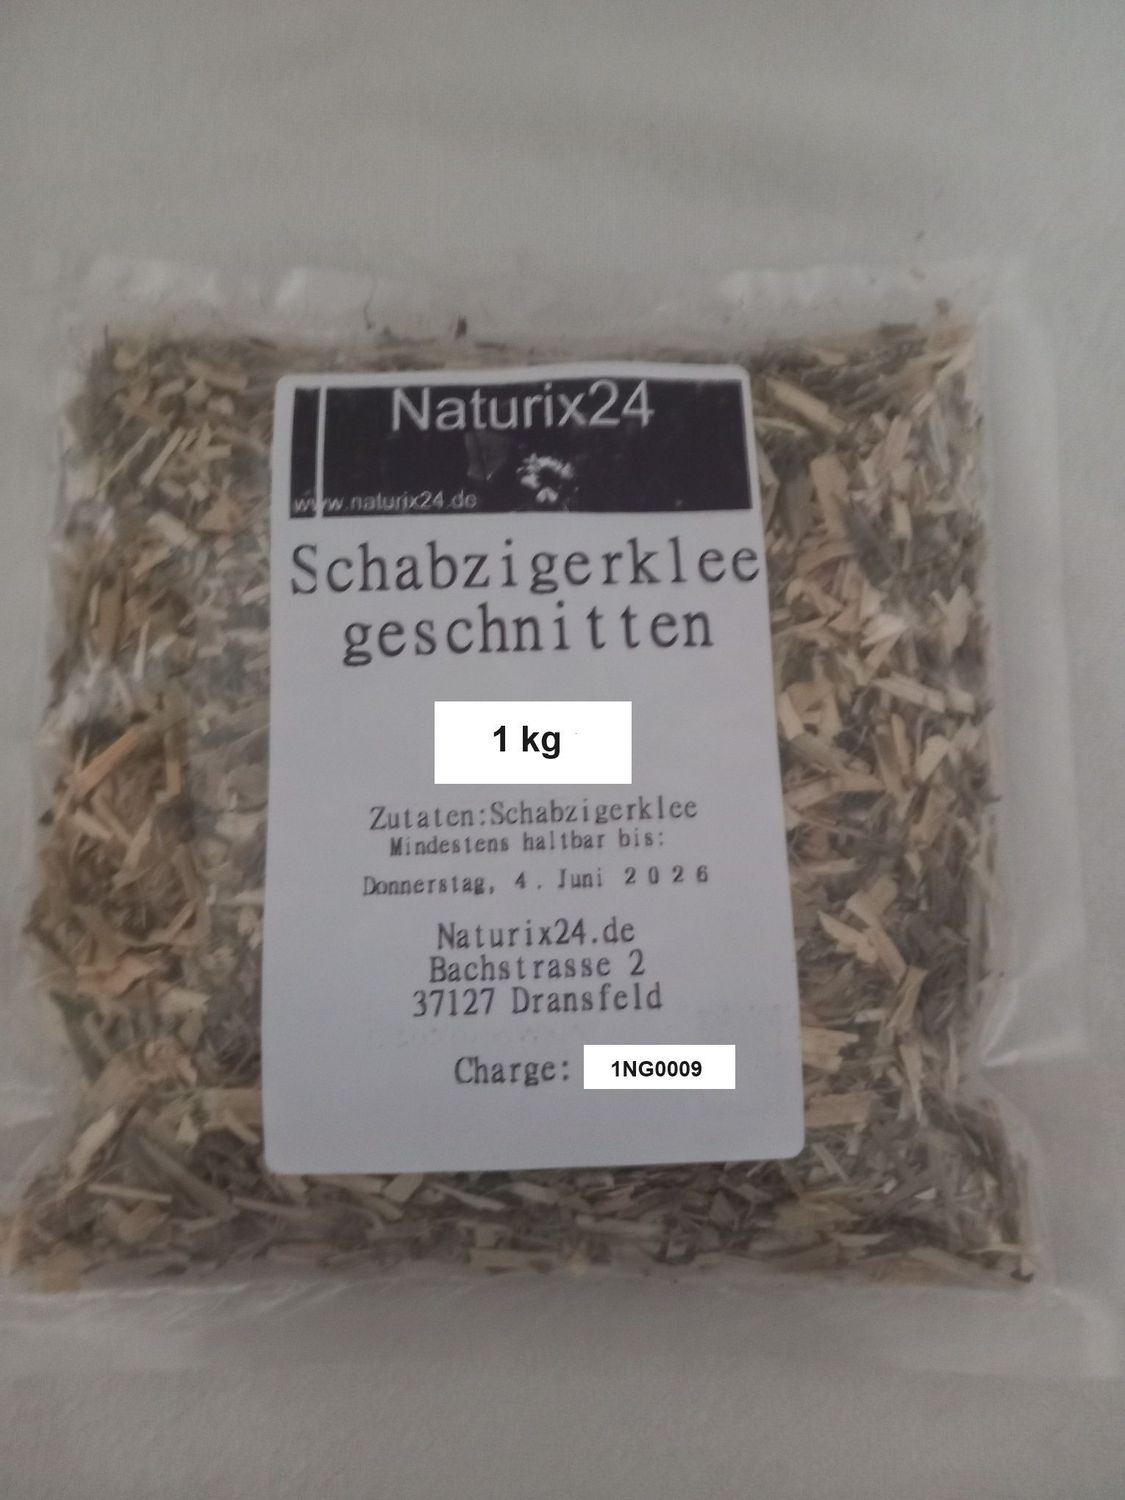 Naturix24
www.naturix24.de
Schabzigerklee
geschnitten
1 kg
Zutaten:Schabzigerklee
Mindestens haltbar bis:
Donnerstag, 4. Juni 2026
Naturix24.de
Bachstrasse 2
37127 Dransfeld
Charge: 1NG0009